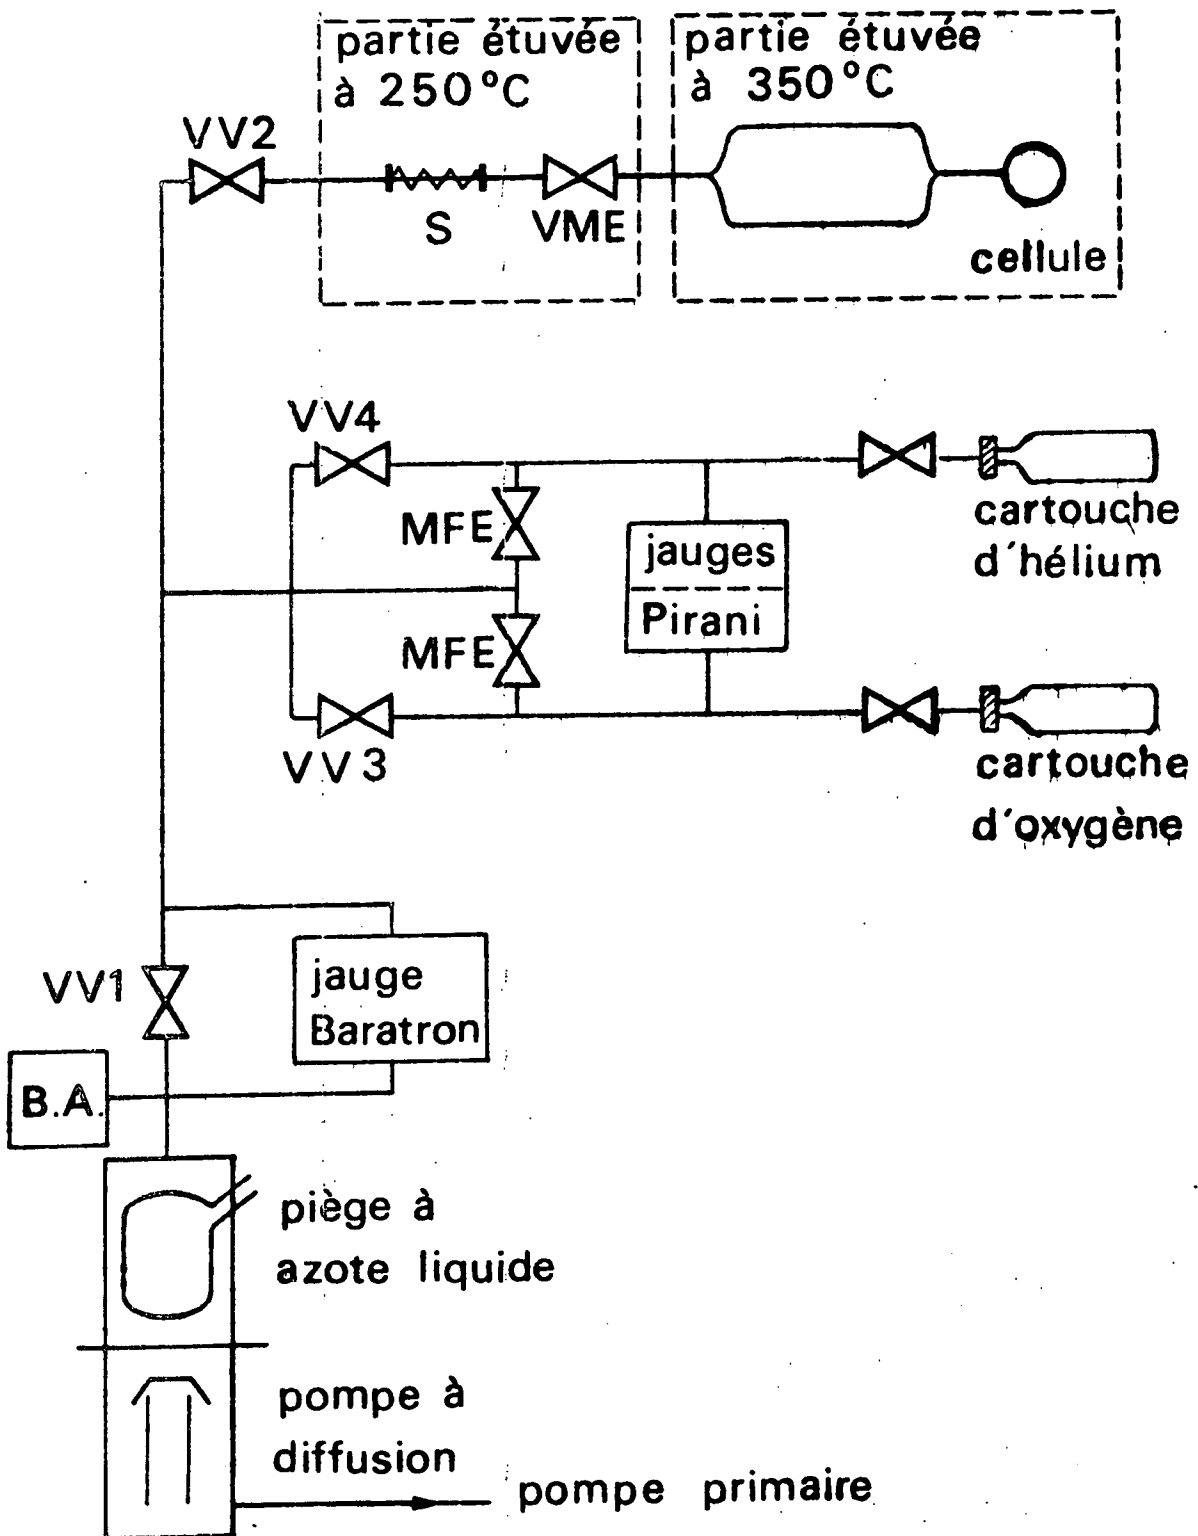 partie étuvée
à 250°C
partie étuvée
à 350°C
VV2
S
VME
cellule
VV4
MFE
jauges
Pirani
cartouche
d'hélium
MFE
VV3
cartouche
d'oxygène
VV1
jauge
Baratron
B.A.
piège à
azote liquide
pompe à
diffusion
pompe primaire